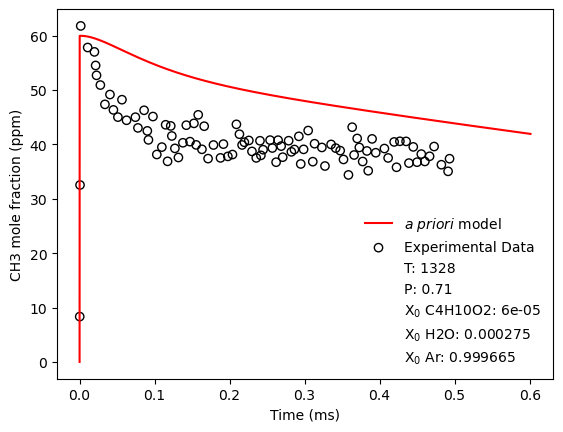 60
50
40
30
20
10
0
CH3 mole fraction (ppm)
a priori model
Experimental Data
T: 1328
P: 0.71
X₀ C4H10O2: 6e-05
X₀ H2O: 0.000275
X₀ Ar: 0.999665
0.0 0.1 0.2 0.3 0.4 0.5 0.6
Time (ms)